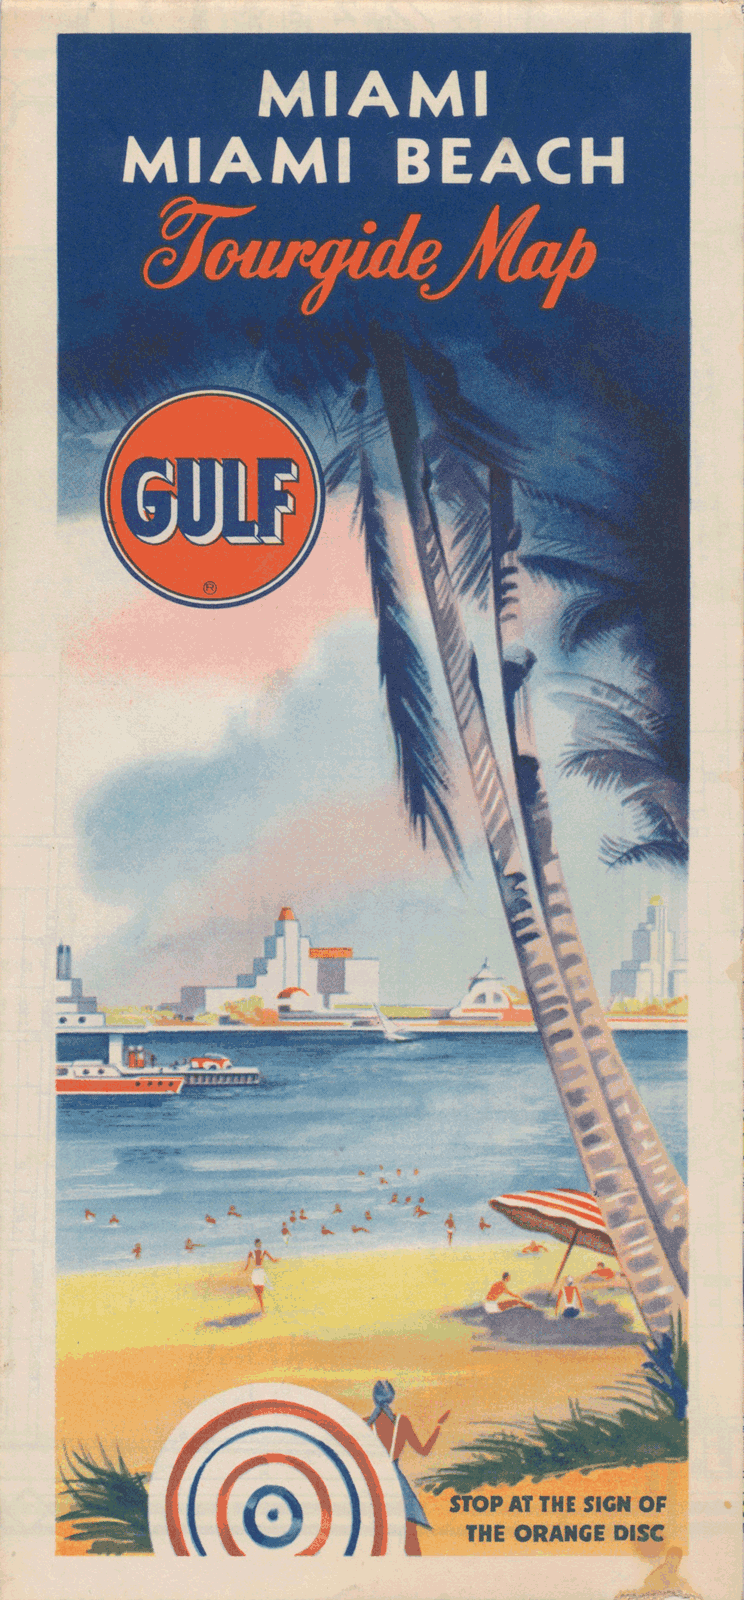 MIAMI
MIAMI BEACH
Tourgide Map
GULF
®
STOP AT THE SIGN OF
THE ORANGE DISC